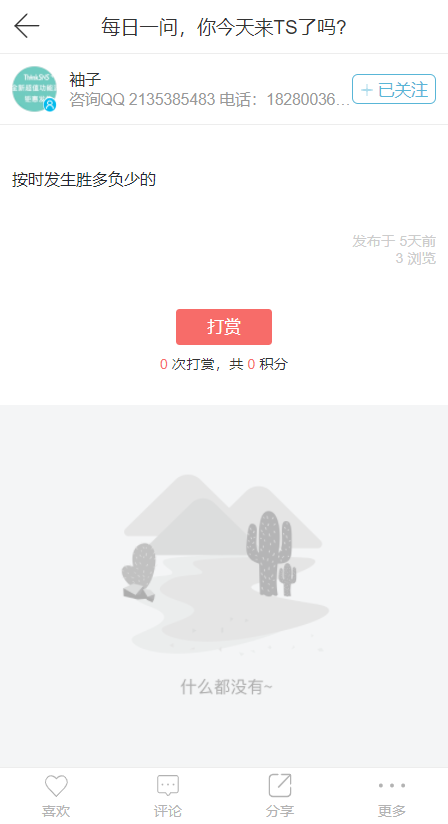 每日一问，你今天来TS了吗?
ThinkSNS
袖子
咨询QQ 2135385483 电话：18280036...
+ 已关注
按时发生胜多负少的
发布于 5天前
3 浏览
打赏
0 次打赏，共 0 积分
什么都没有~
喜欢
评论
分享
更多